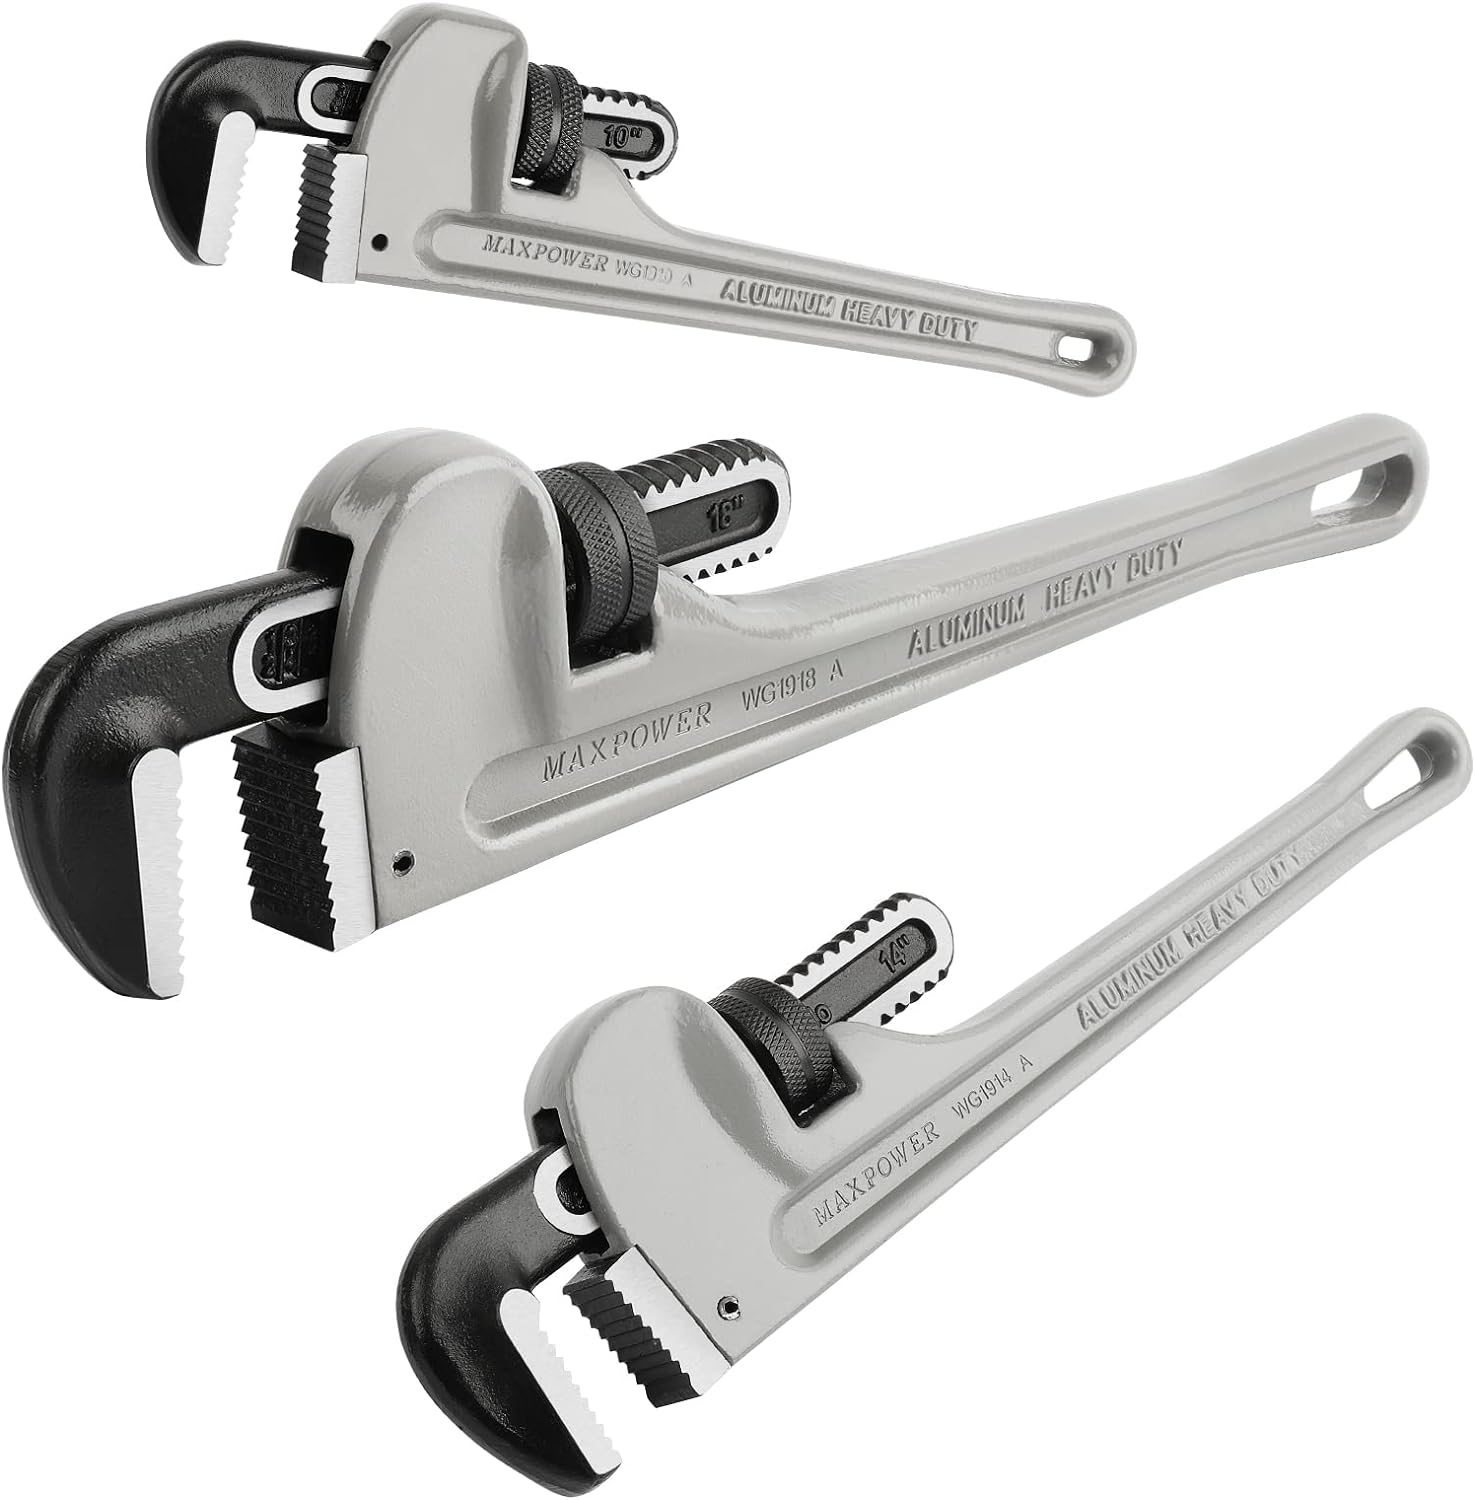 10"
MAXPOWER WG1910 A ALUMINUM HEAVY DUTY
18"
MAXPOWER WG1918 A ALUMINUM HEAVY DUTY
14"
MAXPOWER WG1914 A ALUMINUM HEAVY DUTY